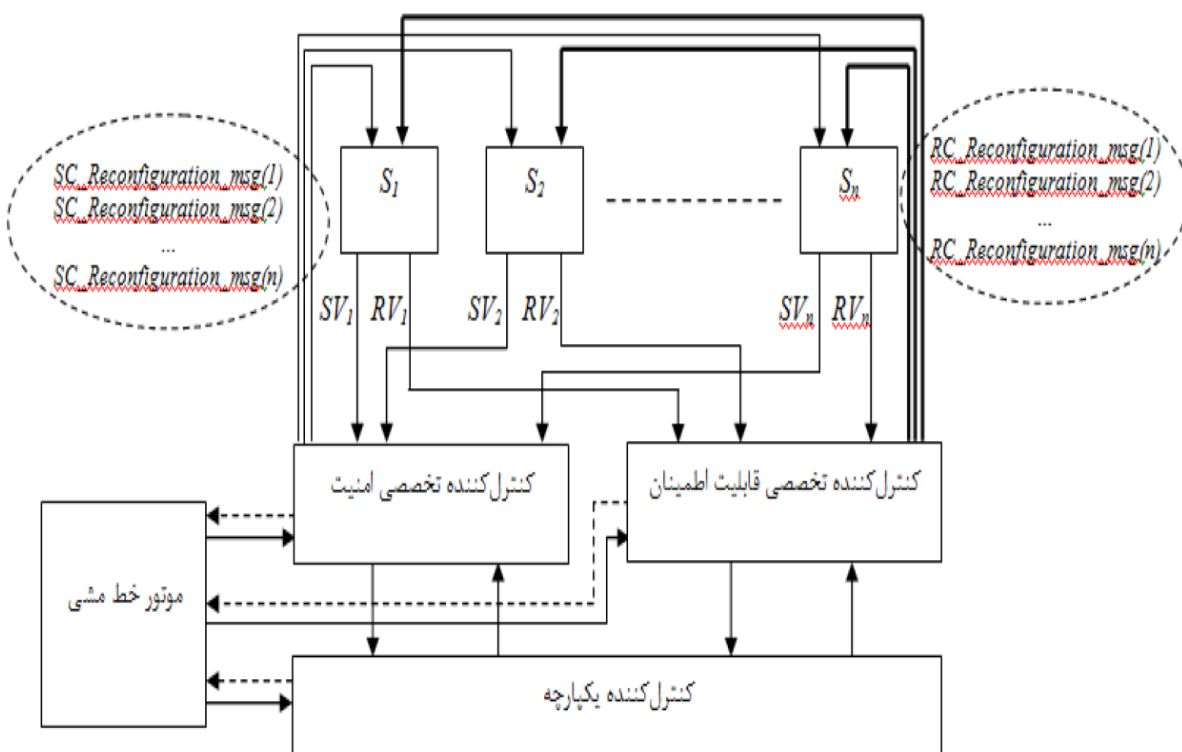 SC_Reconfiguration_msg(1)
SC_Reconfiguration_msg(2)
...
SC_Reconfiguration_msg(n)
S1
S2
Sn
RC_Reconfiguration_msg(1)
RC_Reconfiguration_msg(2)
...
RC_Reconfiguration_msg(n)
SV1 RV1 SV2 RV2 SVn RVn
کنترل‌کننده تخصصی امنیت
کنترل‌کننده تخصصی قابلیت اطمینان
موتور خط مشی
کنترل‌کننده یکپارچه